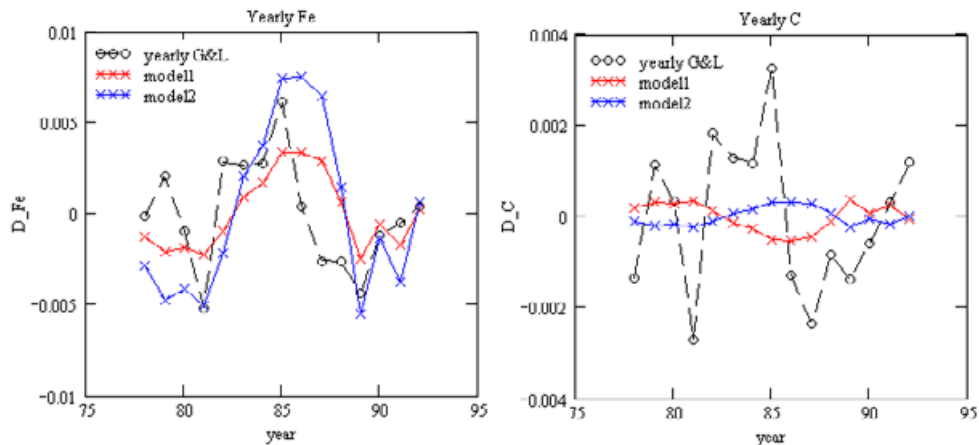 Yearly Fe
0.01
0.005
0
−0.005
−0.01
D_Fe
yearly G&L
model1
model2
75
80
85
90
95
year
Yearly C
0.004
0.002
0
−0.002
−0.004
D_C
yearly G&L
model1
model2
75
80
85
90
95
year